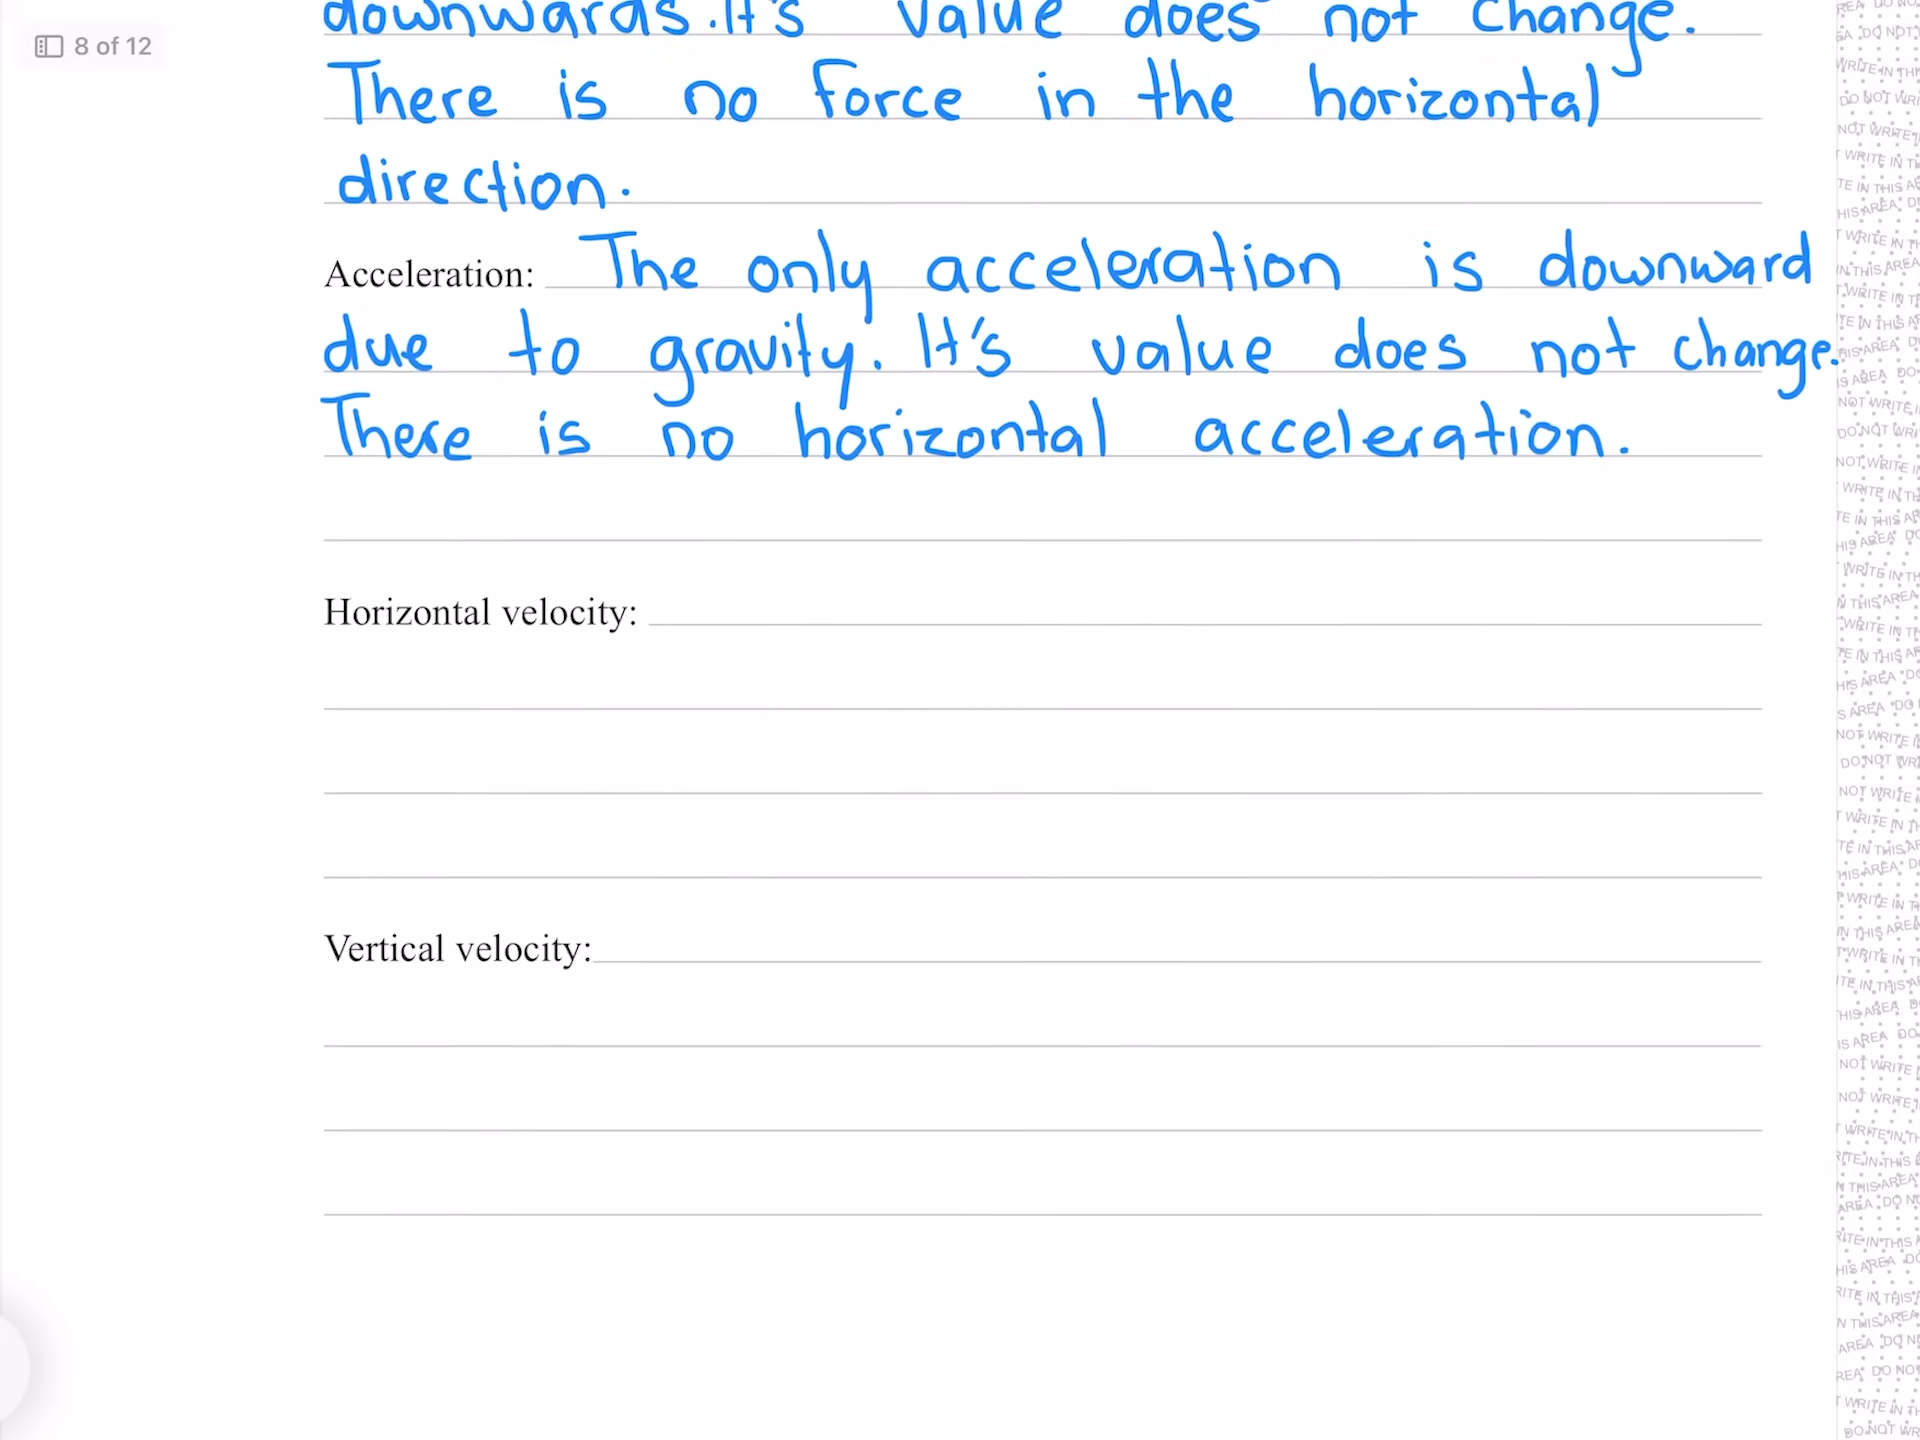 8 of 12
downwards. It's value does not change.
There is no force in the horizontal
direction.
Acceleration: The only acceleration is downward
due to gravity. It's value does not change.
There is no horizontal acceleration.
Horizontal velocity:
Vertical velocity: